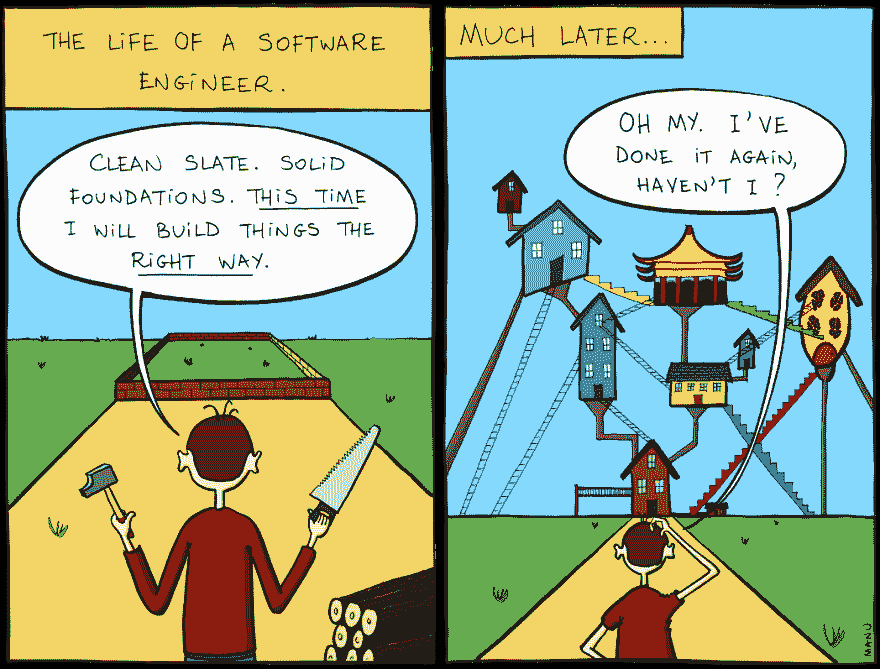 THE LIFE OF A SOFTWARE
ENGINEER.
CLEAN SLATE. SOLID
FOUNDATIONS. THIS TIME
I WILL BUILD THINGS THE
RIGHT WAY.
MUCH LATER...
OH MY. I'VE
DONE IT AGAIN,
HAVEN'T I ?
MANU